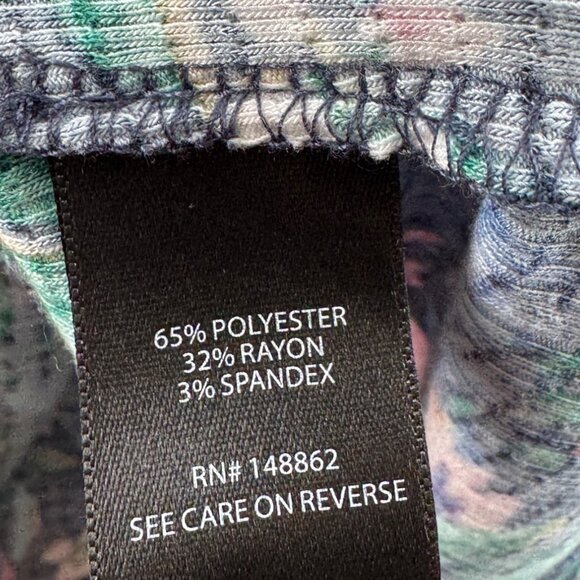 65% POLYESTER
32% RAYON
3% SPANDEX
RN# 148862
SEE CARE ON REVERSE